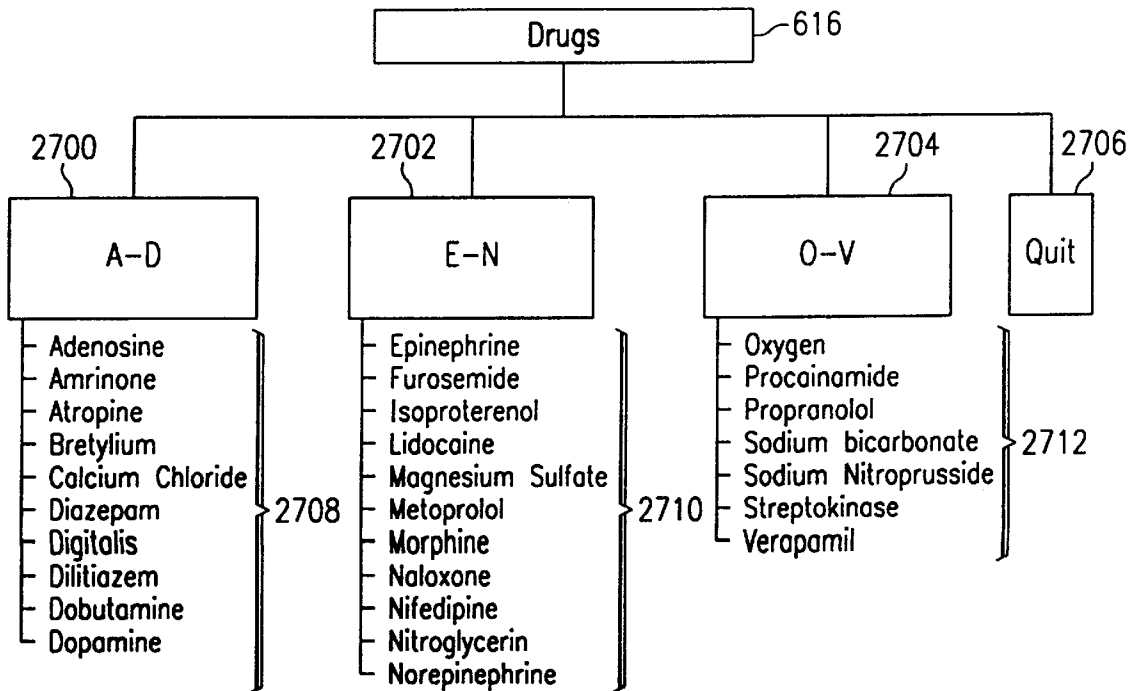 Drugs
616
2700
2702
2704
2706
A-D
E-N
O-V
Quit
Adenosine
Amrinone
Atropine
Bretylium
Calcium Chloride
Diazepam
Digitalis
Dilitiazem
Dobutamine
Dopamine
2708
Epinephrine
Furosemide
Isoproterenol
Lidocaine
Magnesium Sulfate
Metoprolol
Morphine
Naloxone
Nifedipine
Nitroglycerin
Norepinephrine
2710
Oxygen
Procainamide
Propranolol
Sodium bicarbonate
Sodium Nitroprusside
Streptokinase
Verapamil
2712